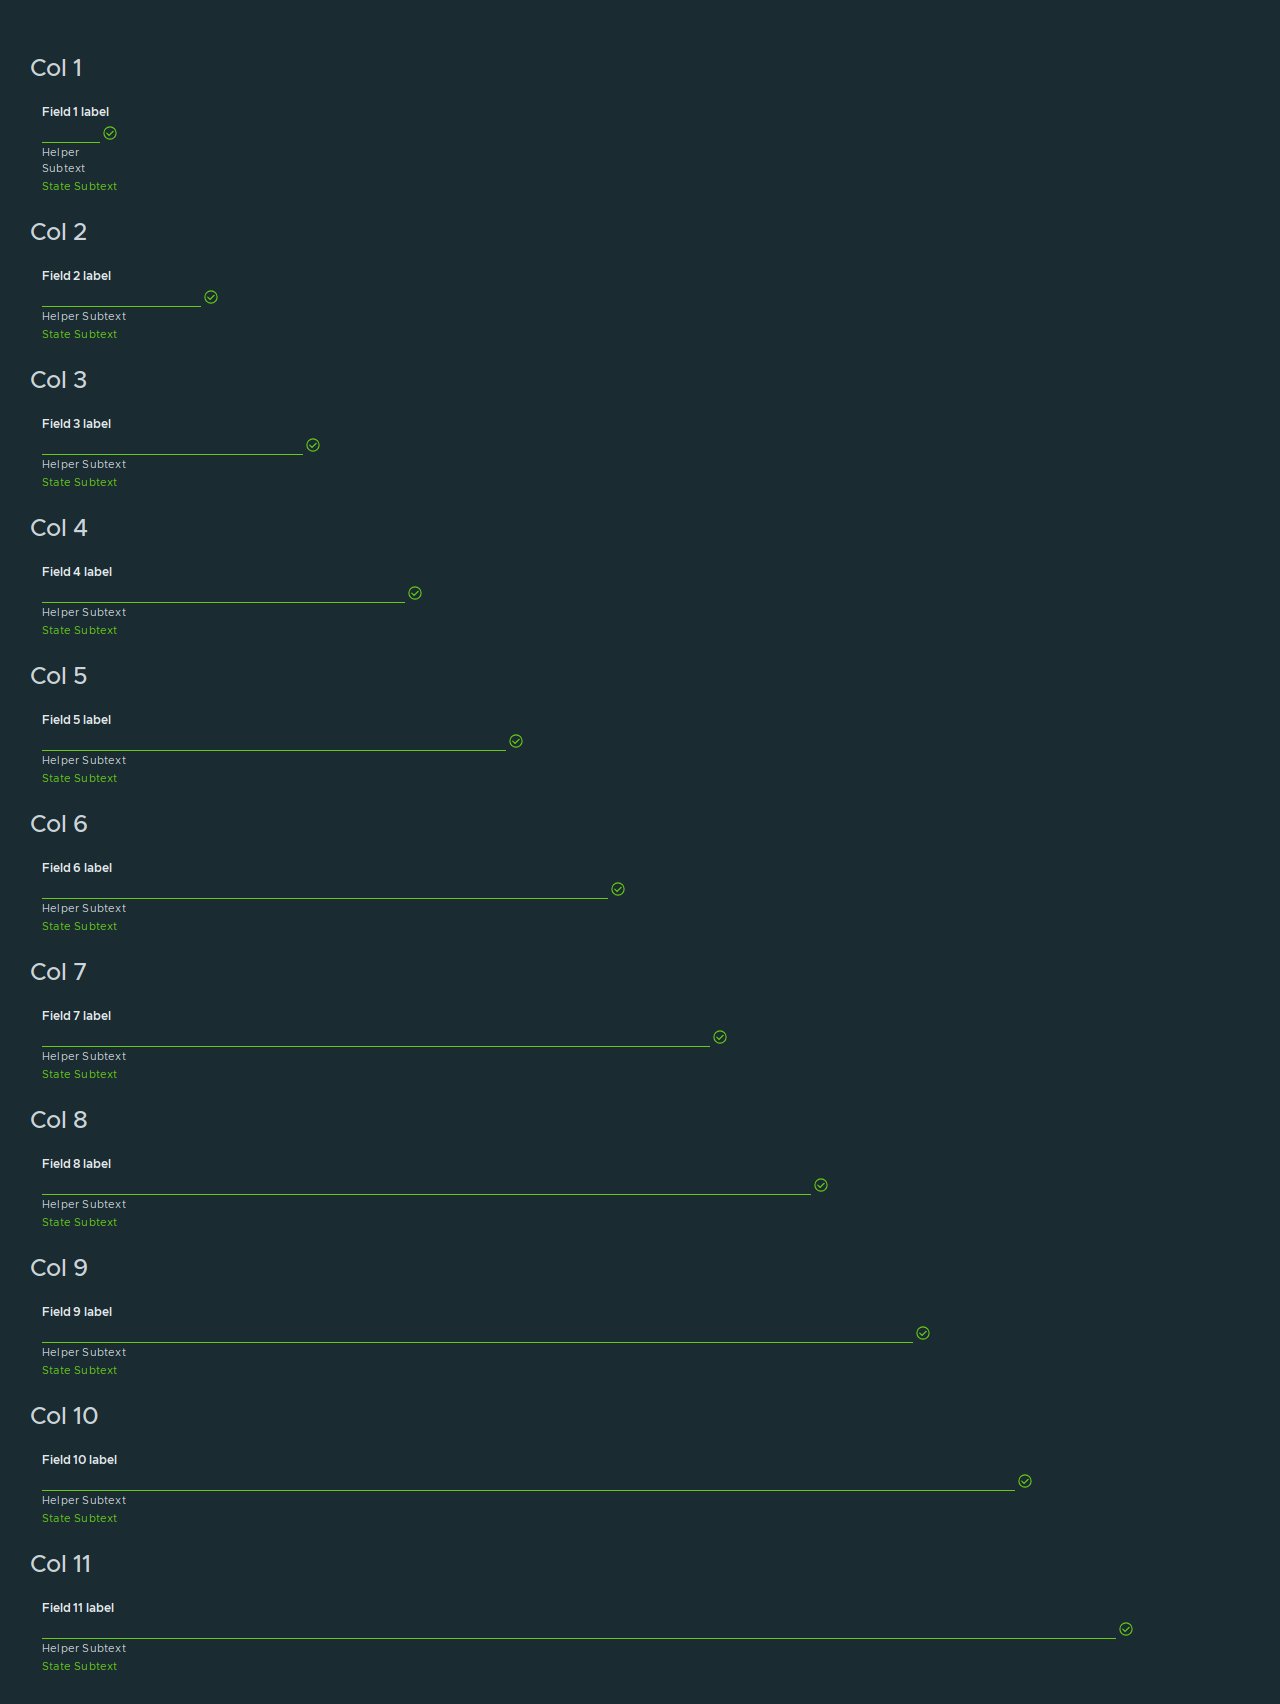 Col 1
Field 1 label
Helper
Subtext
State Subtext
Col 2
Field 2 label
Helper Subtext
State Subtext
Col 3
Field 3 label
Helper Subtext
State Subtext
Col 4
Field 4 label
Helper Subtext
State Subtext
Col 5
Field 5 label
Helper Subtext
State Subtext
Col 6
Field 6 label
Helper Subtext
State Subtext
Col 7
Field 7 label
Helper Subtext
State Subtext
Col 8
Field 8 label
Helper Subtext
State Subtext
Col 9
Field 9 label
Helper Subtext
State Subtext
Col 10
Field 10 label
Helper Subtext
State Subtext
Col 11
Field 11 label
Helper Subtext
State Subtext